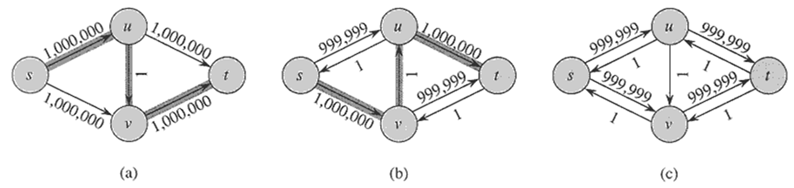 1,000,000 u 1,000,000
s 1 t
1,000,000 v 1,000,000
(a)
999,999 u 1,000,000
1
s 1 999,999 t
1,000,000 v 1
(b)
999,999 u 999,999
1 1
s 999,999 1 999,999 t
1 v 1
(c)